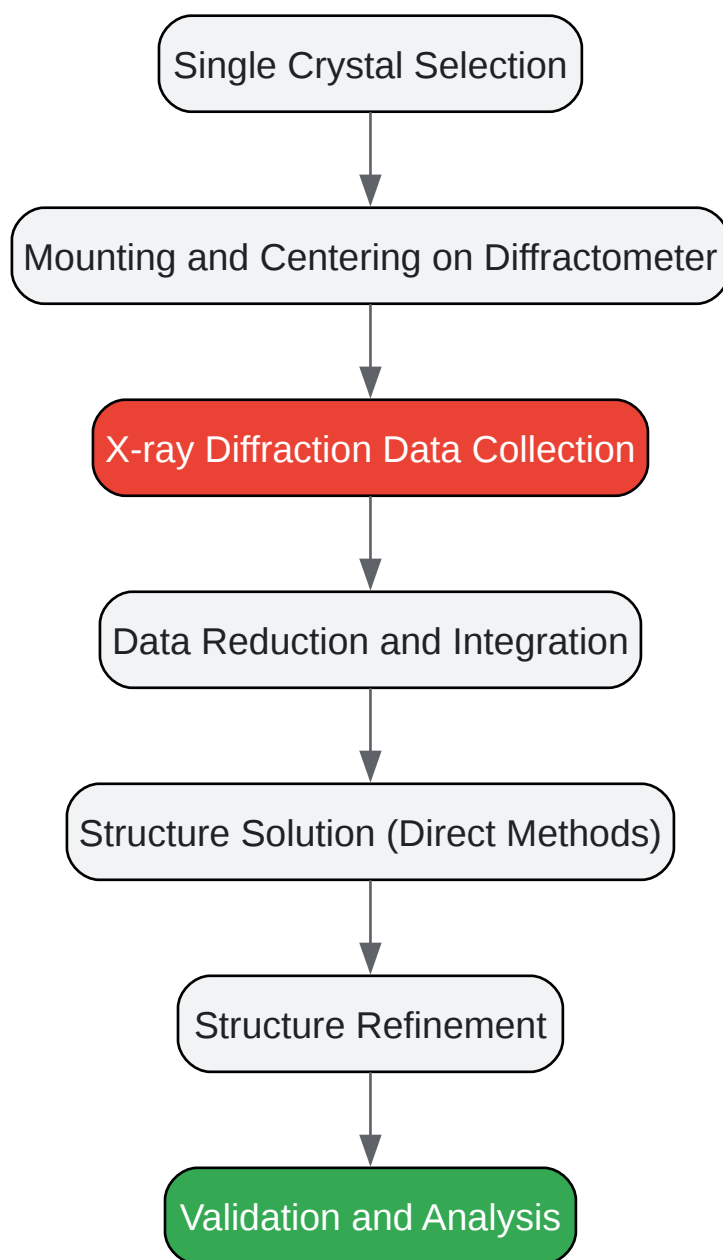 Single Crystal Selection
Mounting and Centering on Diffractometer
X-ray Diffraction Data Collection
Data Reduction and Integration
Structure Solution (Direct Methods)
Structure Refinement
Validation and Analysis